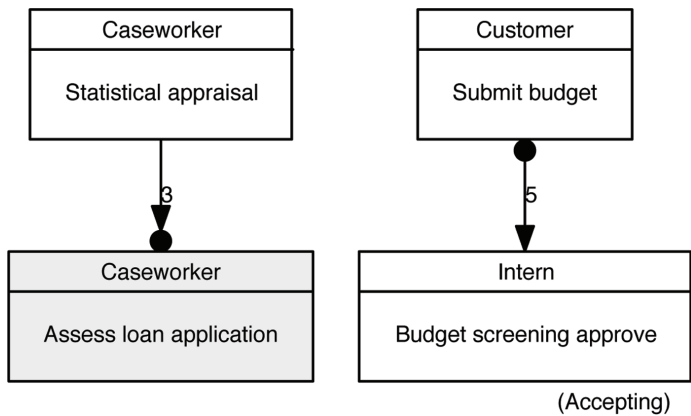 Caseworker
Statistical appraisal
Customer
Submit budget
3
5
Caseworker
Assess loan application
Intern
Budget screening approve
(Accepting)